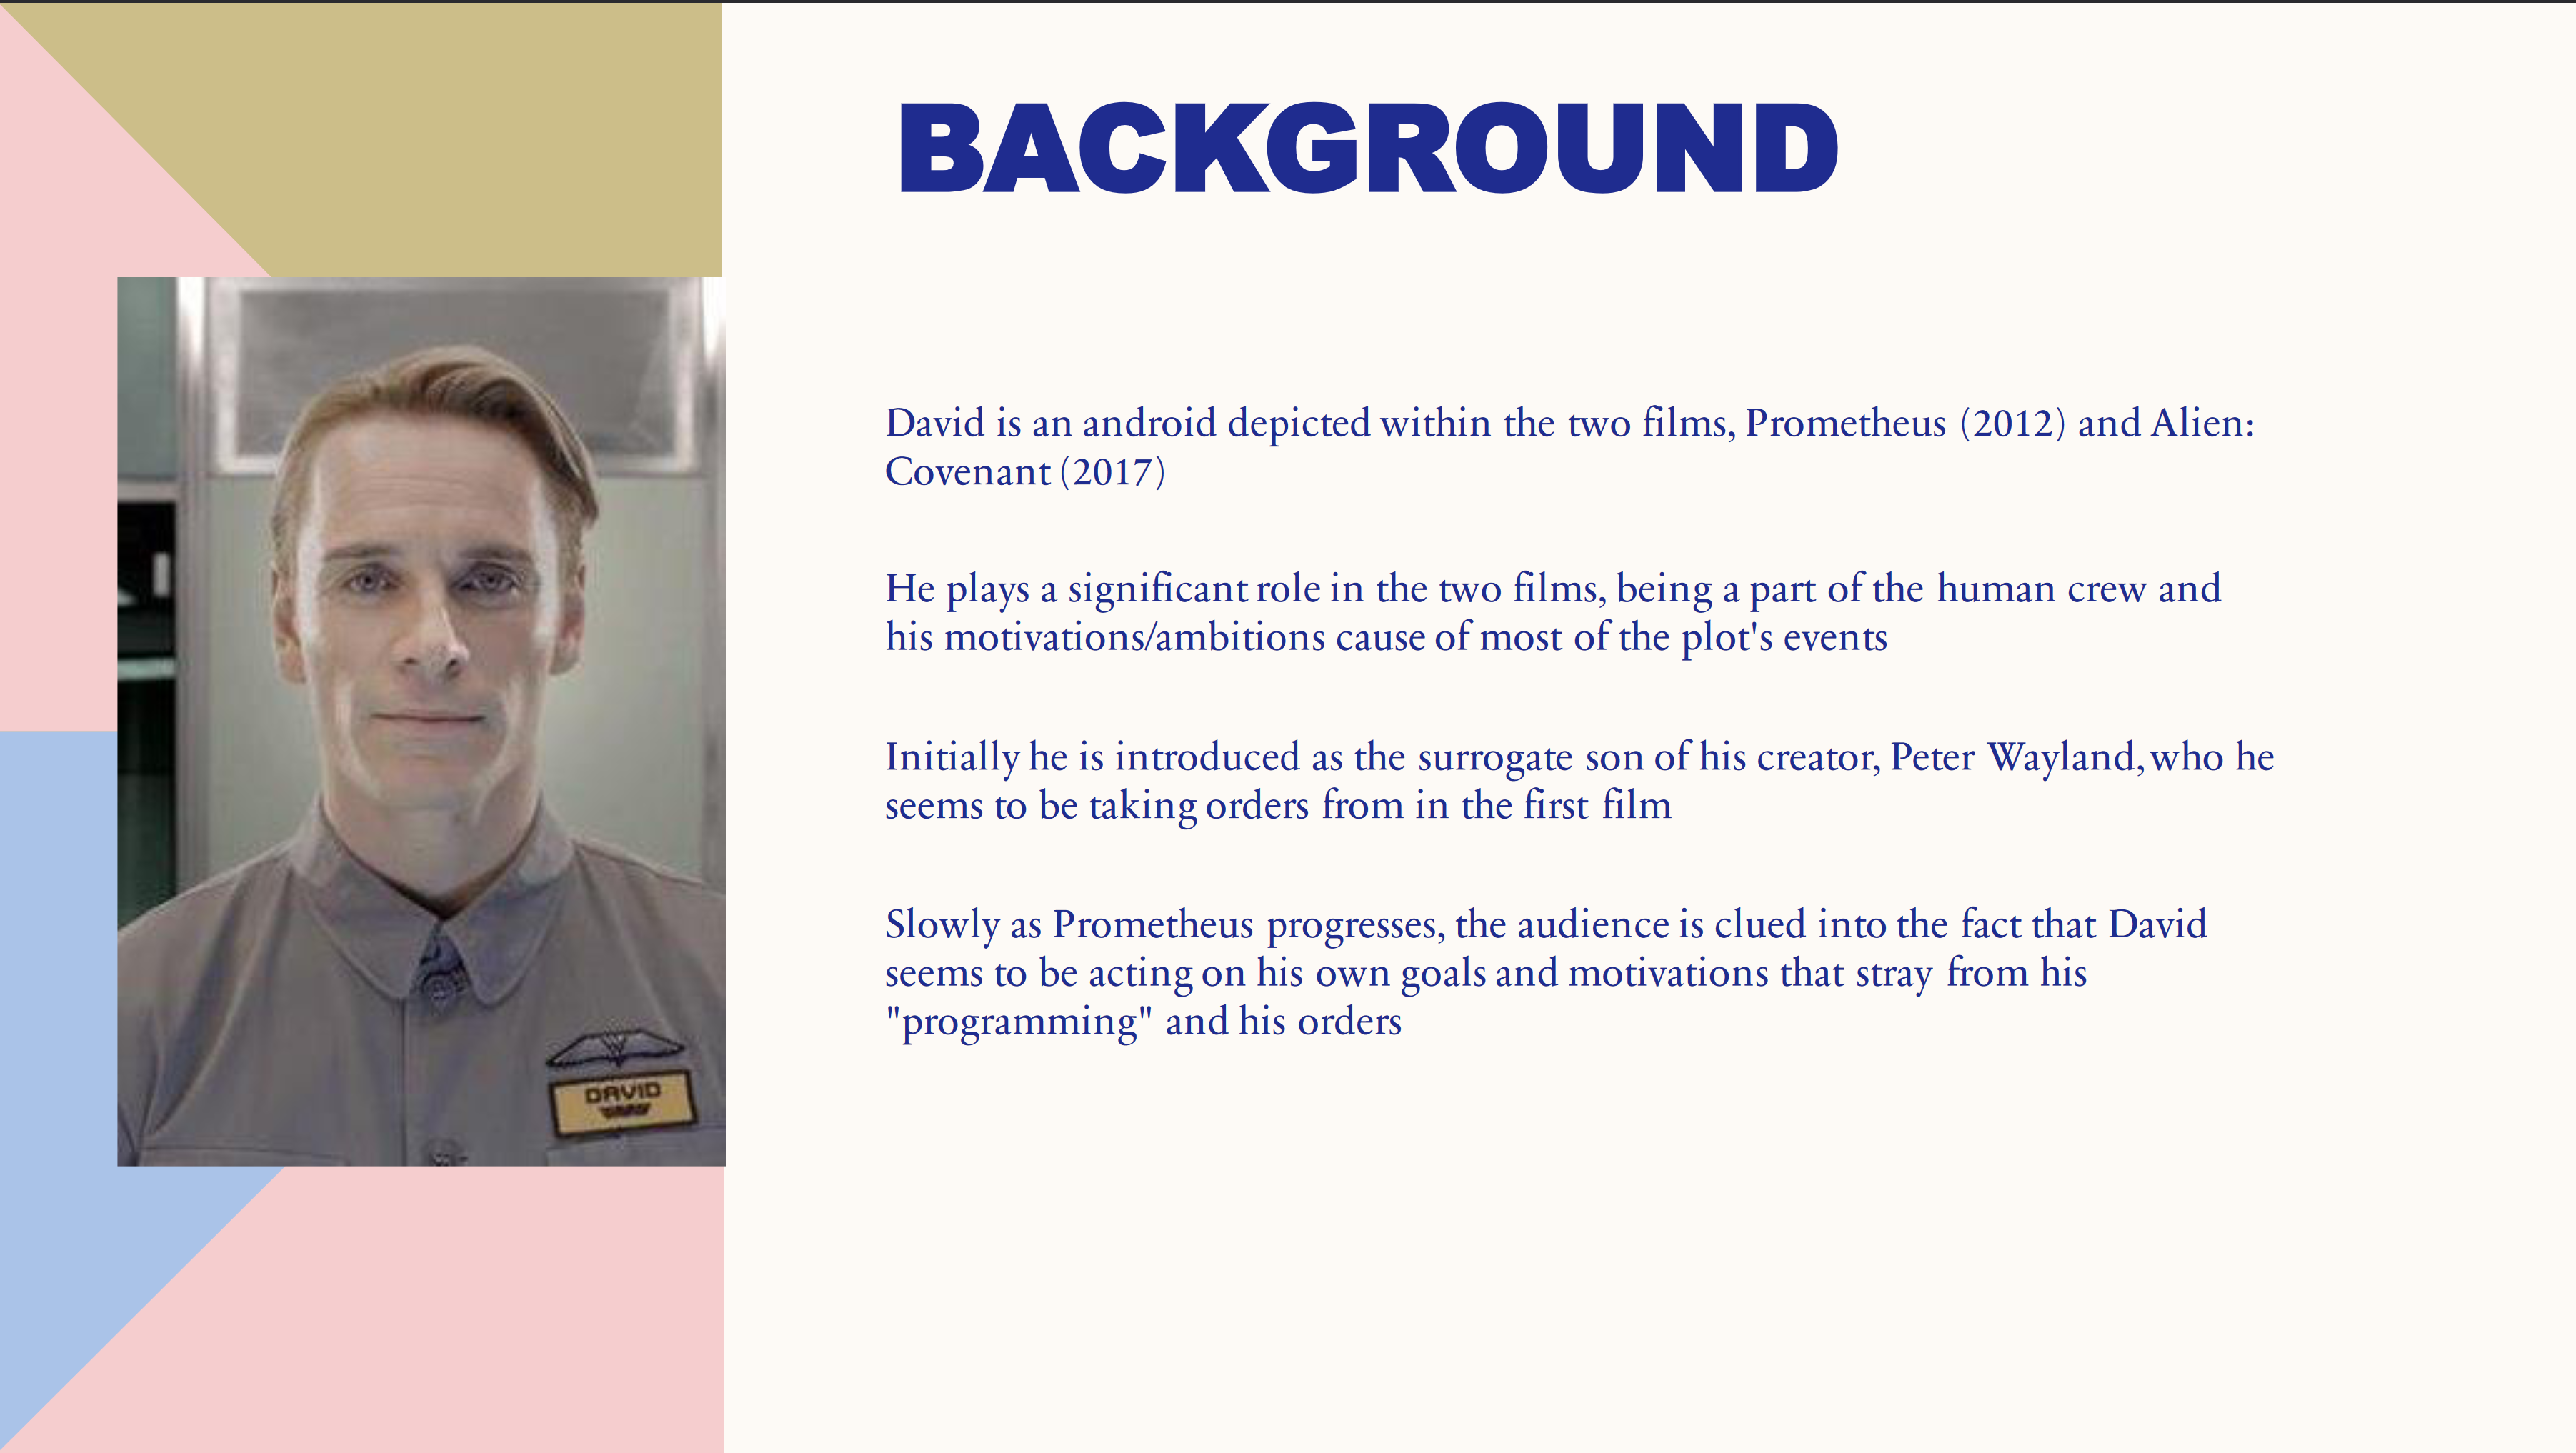 BACKGROUND
David is an android depicted within the two films, Prometheus (2012) and Alien:
Covenant (2017)
He plays a significant role in the two films, being a part of the human crew and
his motivations/ambitions cause of most of the plot's events
Initially he is introduced as the surrogate son of his creator, Peter Wayland, who he
seems to be taking orders from in the first film
Slowly as Prometheus progresses, the audience is clued into the fact that David
seems to be acting on his own goals and motivations that stray from his
"programming" and his orders
DAVID